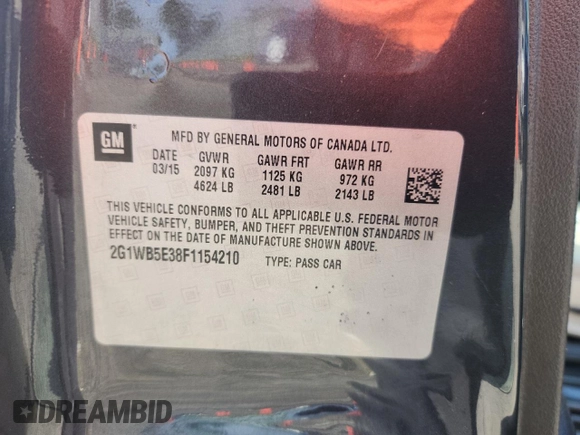 GM
MFD BY GENERAL MOTORS OF CANADA LTD.
DATE GVWR GAWR FRT GAWR RR
03/15 2097 KG 1125 KG 972 KG
4624 LB 2481 LB 2143 LB
THIS VEHICLE CONFORMS TO ALL APPLICABLE U.S. FEDERAL MOTOR
VEHICLE SAFETY, BUMPER, AND THEFT PREVENTION STANDARDS IN
EFFECT ON THE DATE OF MANUFACTURE SHOWN ABOVE.
2G1WB5E38F1154210 TYPE: PASS CAR
DREAMBID